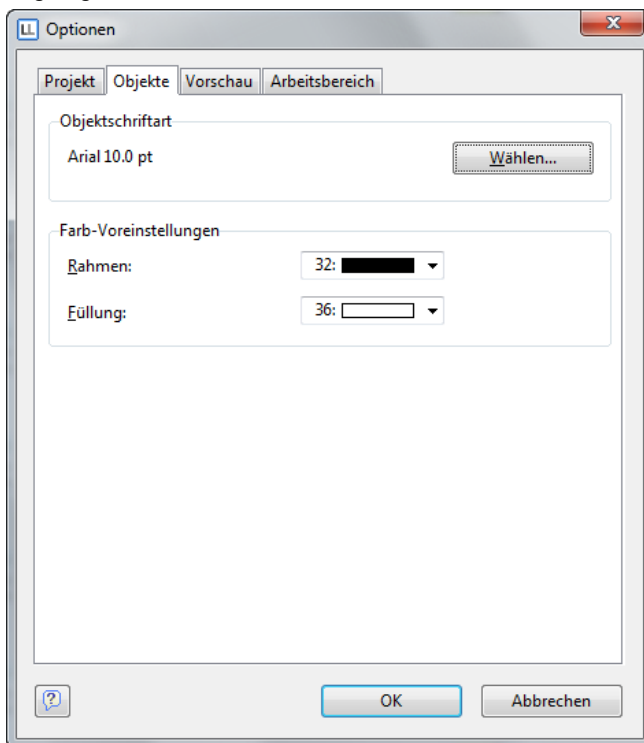 LL Optionen
Projekt Objekte Vorschau Arbeitsbereich
Objektschriftart
Arial 10.0 pt Wählen...
Farb-Voreinstellungen
Rahmen: 32:
Füllung: 36:
OK Abbrechen